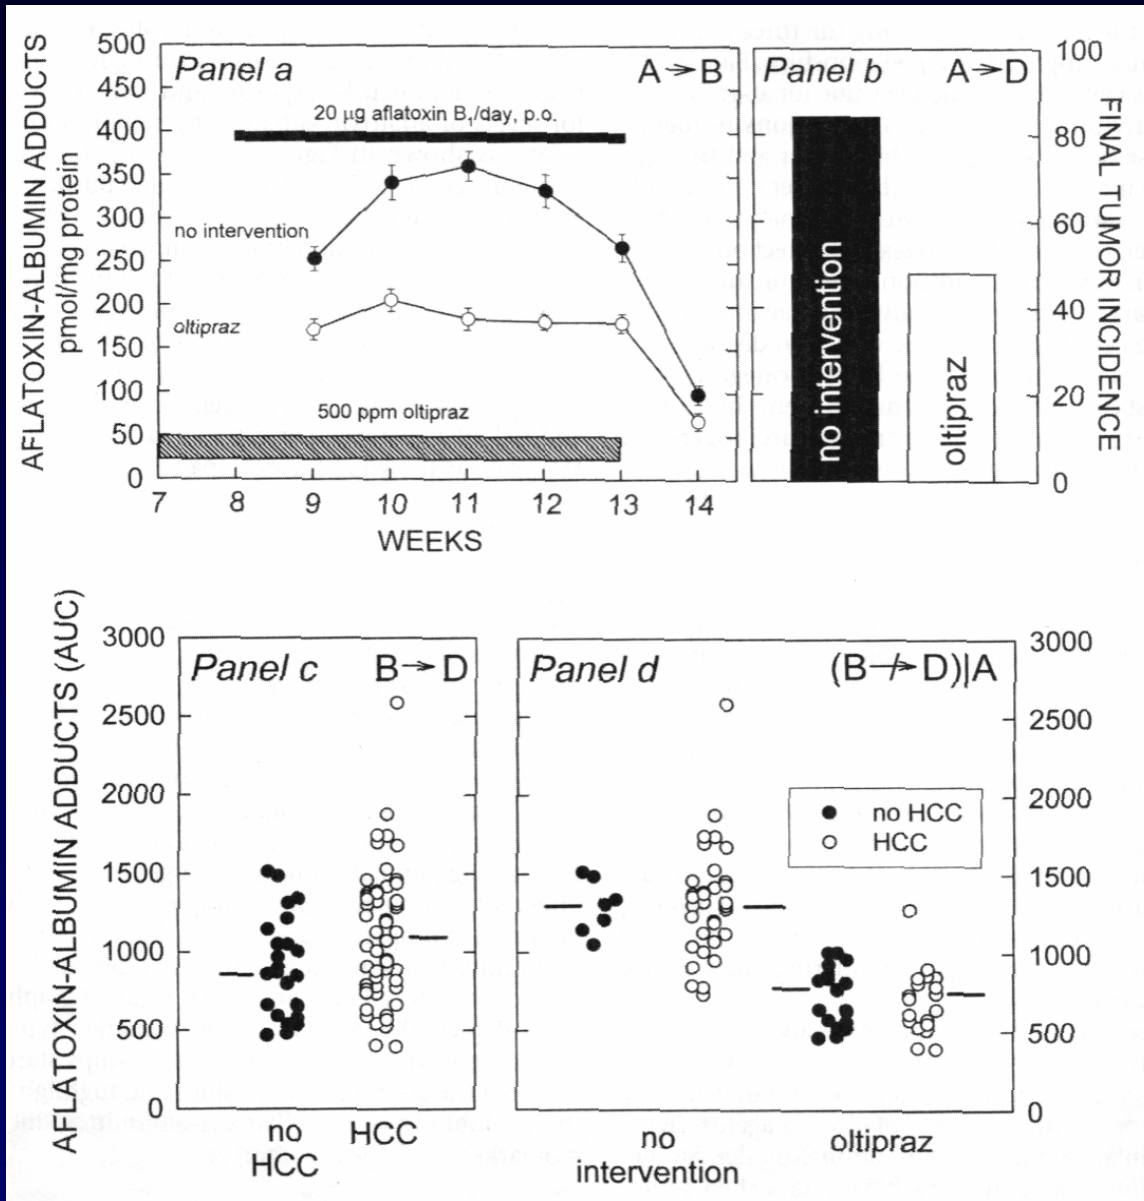 AFLATOXIN-ALBUMIN ADDUCTS
pmol/mg protein
500
450
400
350
300
250
200
150
100
50
0
Panel a
A→B
20 μg aflatoxin B₁/day, p.o.
no intervention
oltipraz
500 ppm oltipraz
7 8 9 10 11 12 13 14
WEEKS
Panel b
A→D
no intervention
oltipraz
100
80
60
40
20
0
FINAL TUMOR INCIDENCE
AFLATOXIN-ALBUMIN ADDUCTS (AUC)
3000
2500
2000
1500
1000
500
0
Panel c
B→D
no
HCC
HCC
Panel d
(B↛D)|A
no HCC
HCC
no
intervention
oltipraz
3000
2500
2000
1500
1000
500
0